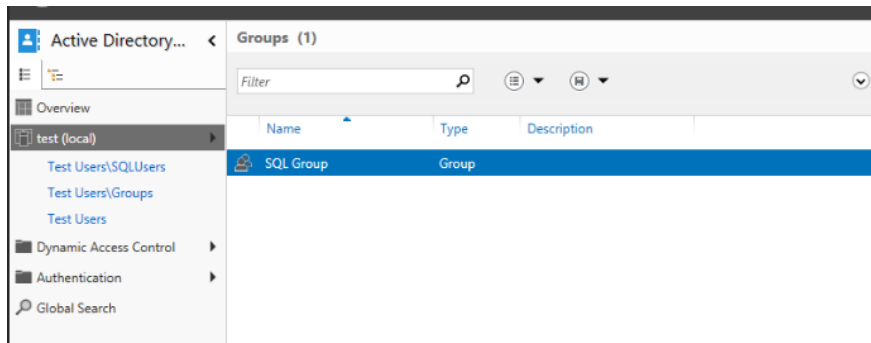 Active Directory...
Groups (1)
Filter
Overview
test (local)
Name Type Description
SQL Group Group
Test Users\SQLUsers
Test Users\Groups
Test Users
Dynamic Access Control
Authentication
Global Search